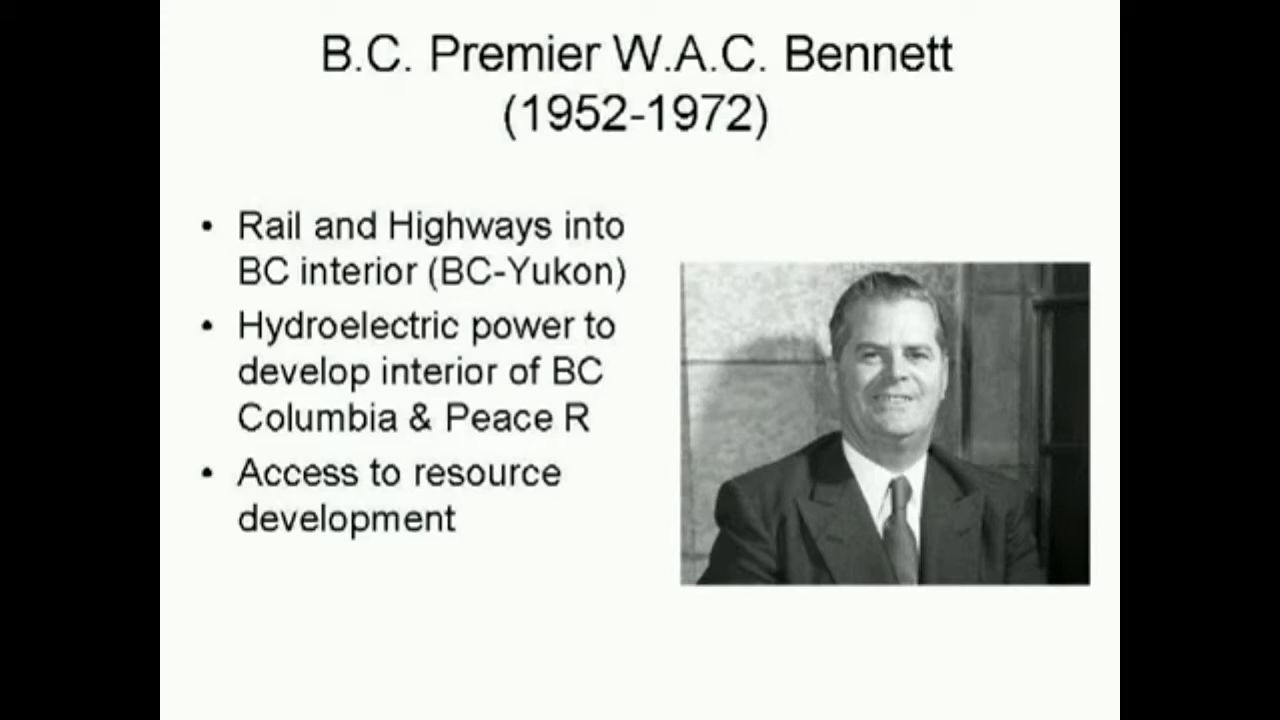 B.C. Premier W.A.C. Bennett
(1952-1972)
• Rail and Highways into
BC interior (BC-Yukon)
• Hydroelectric power to
develop interior of BC
Columbia & Peace R
• Access to resource
development